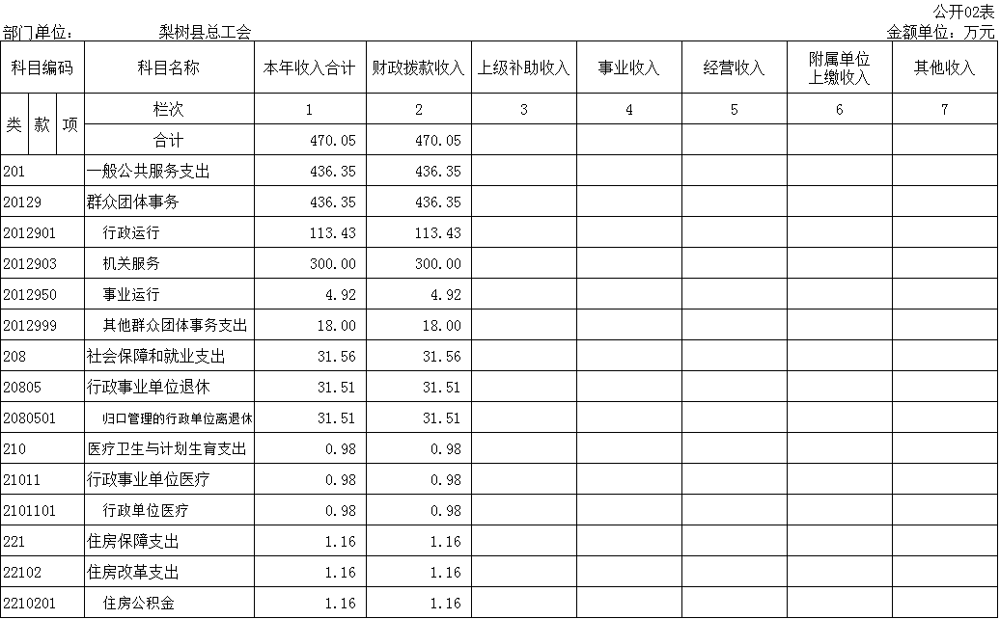 公开02表
部门单位： 梨树县总工会 金额单位：万元
科目编码 科目名称 本年收入合计 财政拨款收入 上级补助收入 事业收入 经营收入 附属单位 其他收入
上缴收入
类 款 项 栏次 1 2 3 4 5 6 7
合计 470.05 470.05
201 一般公共服务支出 436.35 436.35
20129 群众团体事务 436.35 436.35
2012901 行政运行 113.43 113.43
2012903 机关服务 300.00 300.00
2012950 事业运行 4.92 4.92
2012999 其他群众团体事务支出 18.00 18.00
208 社会保障和就业支出 31.56 31.56
20805 行政事业单位退休 31.51 31.51
2080501 归口管理的行政单位离退休 31.51 31.51
210 医疗卫生与计划生育支出 0.98 0.98
21011 行政事业单位医疗 0.98 0.98
2101101 行政单位医疗 0.98 0.98
221 住房保障支出 1.16 1.16
22102 住房改革支出 1.16 1.16
2210201 住房公积金 1.16 1.16